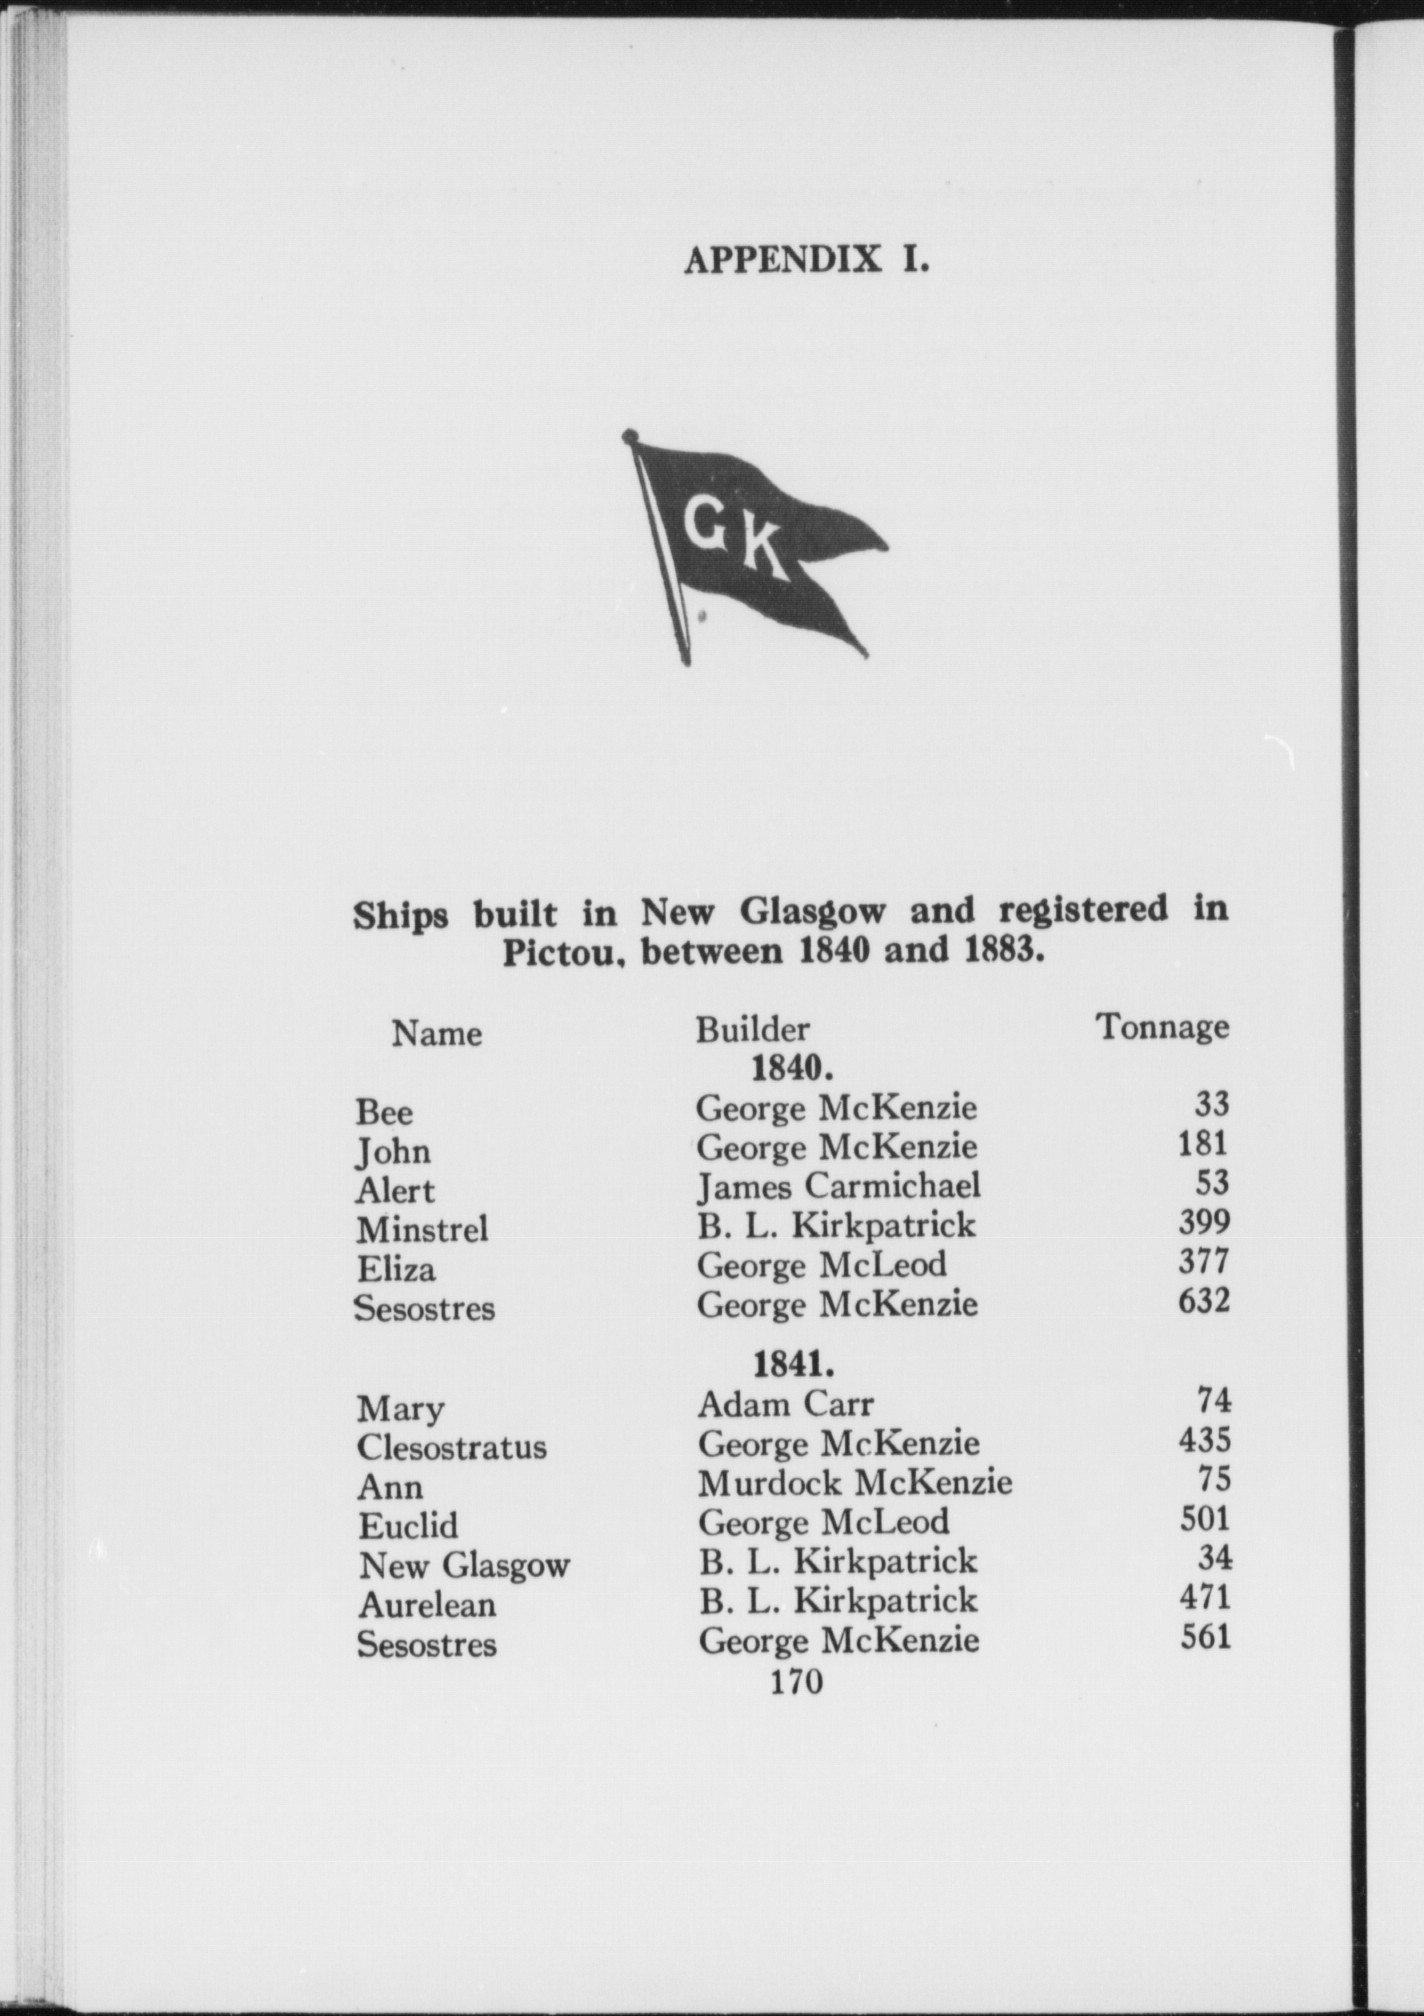 APPENDIX I.
G K
Ships built in New Glasgow and registered in
Pictou, between 1840 and 1883.
Name Builder Tonnage
1840.
Bee George McKenzie 33
John George McKenzie 181
Alert James Carmichael 53
Minstrel B. L. Kirkpatrick 399
Eliza George McLeod 377
Sesostres George McKenzie 632
1841.
Mary Adam Carr 74
Clesostratus George McKenzie 435
Ann Murdock McKenzie 75
Euclid George McLeod 501
New Glasgow B. L. Kirkpatrick 34
Aurelean B. L. Kirkpatrick 471
Sesostres George McKenzie 561
170